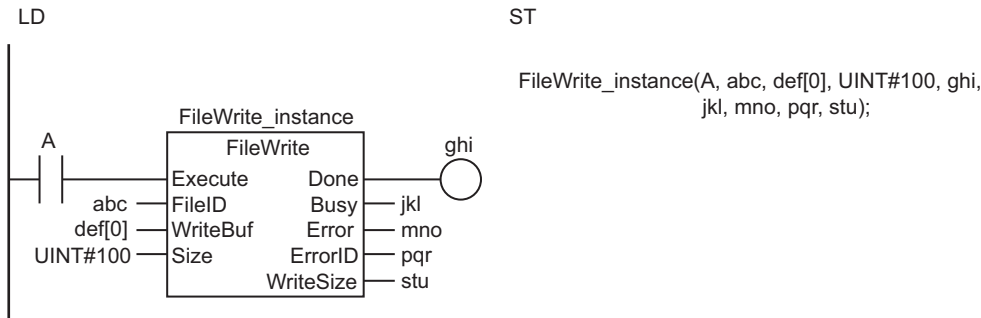 LD
ST
FileWrite_instance(A, abc, def[0], UINT#100, ghi,
jkl, mno, pqr, stu);
FileWrite_instance
A
FileWrite
ghi
Execute
Done
abc
FileID
Busy
jkl
def[0]
WriteBuf
Error
mno
UINT#100
Size
ErrorID
pqr
WriteSize
stu